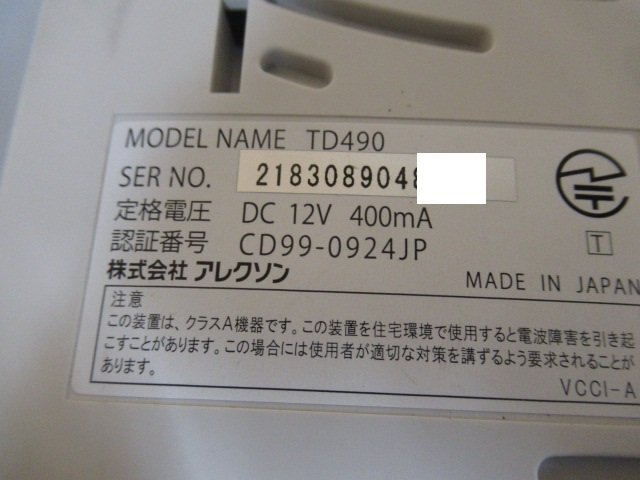 MODEL NAME TD490
SER NO. 2183089048
定格電圧 DC 12V 400mA
認証番号 CD99-0924JP
株式会社 アレクソン
T
MADE IN JAPAN
注意
この装置は、クラスA機器です。この装置を住宅環境で使用すると電波障害を引き起
こすことがあります。この場合には使用者が適切な対策を講ずるよう要求されることが
あります。
VCCI-A